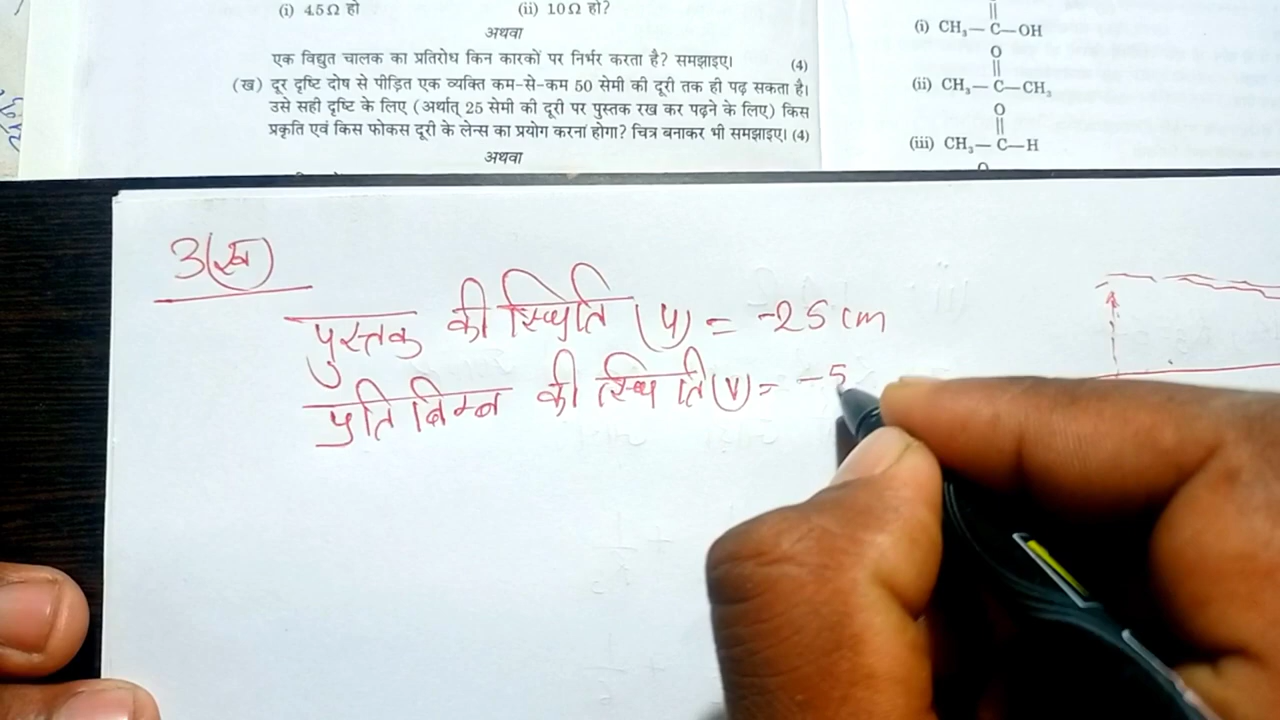 (i) 4.5 Ω हो (ii) 10 Ω हो?
अथवा
एक विद्युत चालक का प्रतिरोध किन कारकों पर निर्भर करता है? समझाइए। (4)
(ख) दूर दृष्टि दोष से पीड़ित एक व्यक्ति कम-से-कम 50 सेमी की दूरी तक ही पढ़ सकता है।
उसे सही दृष्टि के लिए (अर्थात् 25 सेमी की दूरी पर पुस्तक रख कर पढ़ने के लिए) किस
प्रकृति एवं किस फोकस दूरी के लेन्स का प्रयोग करना होगा? चित्र बनाकर भी समझाइए। (4)
अथवा
(i) CH₃—C—OH
O
(ii) CH₃—C—CH₃
O
(iii) CH₃—C—H
3(ख)
पुस्तक की स्थिति (u) = -25 cm
प्रतिबिम्ब की स्थिति (v) = -5